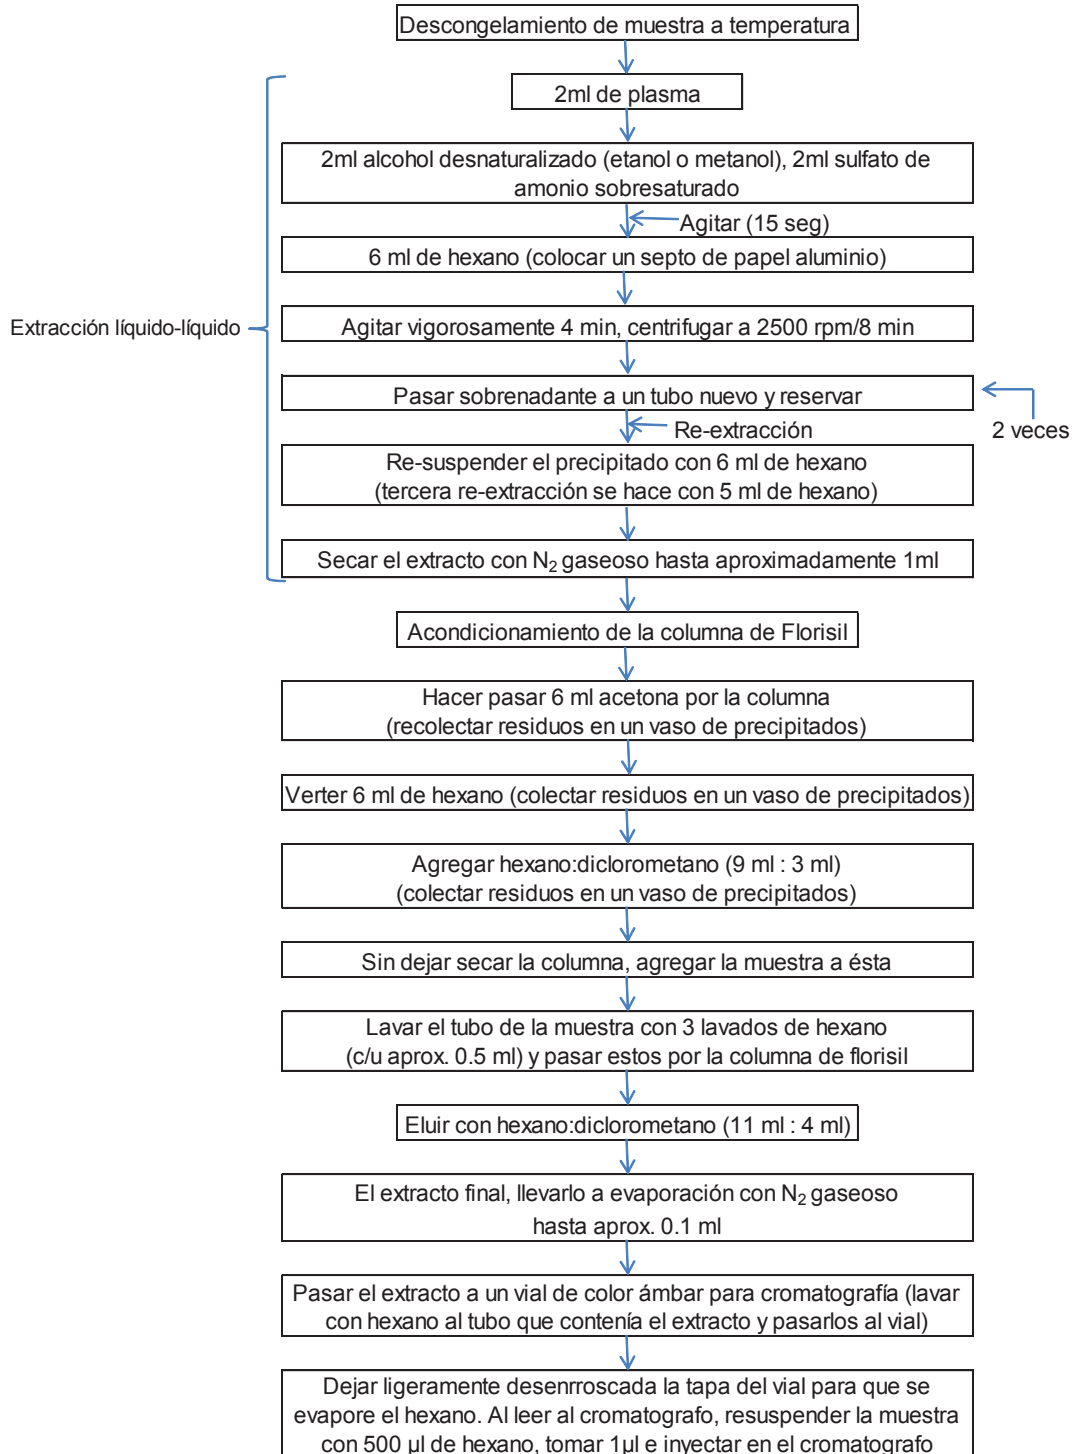 Descongelamiento de muestra a temperatura
2ml de plasma
2ml alcohol desnaturalizado (etanol o metanol), 2ml sulfato de
amonio sobresaturado
Agitar (15 seg)
6 ml de hexano (colocar un septo de papel aluminio)
Extracción líquido-líquido
Agitar vigorosamente 4 min, centrifugar a 2500 rpm/8 min
Pasar sobrenadante a un tubo nuevo y reservar
Re-extracción
2 veces
Re-suspender el precipitado con 6 ml de hexano
(tercera re-extracción se hace con 5 ml de hexano)
Secar el extracto con N₂ gaseoso hasta aproximadamente 1ml
Acondicionamiento de la columna de Florisil
Hacer pasar 6 ml acetona por la columna
(recolectar residuos en un vaso de precipitados)
Verter 6 ml de hexano (colectar residuos en un vaso de precipitados)
Agregar hexano:diclorometano (9 ml : 3 ml)
(colectar residuos en un vaso de precipitados)
Sin dejar secar la columna, agregar la muestra a ésta
Lavar el tubo de la muestra con 3 lavados de hexano
(c/u aprox. 0.5 ml) y pasar estos por la columna de florisil
Eluir con hexano:diclorometano (11 ml : 4 ml)
El extracto final, llevarlo a evaporación con N₂ gaseoso
hasta aprox. 0.1 ml
Pasar el extracto a un vial de color ámbar para cromatografía (lavar
con hexano al tubo que contenía el extracto y pasarlos al vial)
Dejar ligeramente desenrroscada la tapa del vial para que se
evapore el hexano. Al leer al cromatografo, resuspender la muestra
con 500 µl de hexano, tomar 1µl e inyectar en el cromatografo